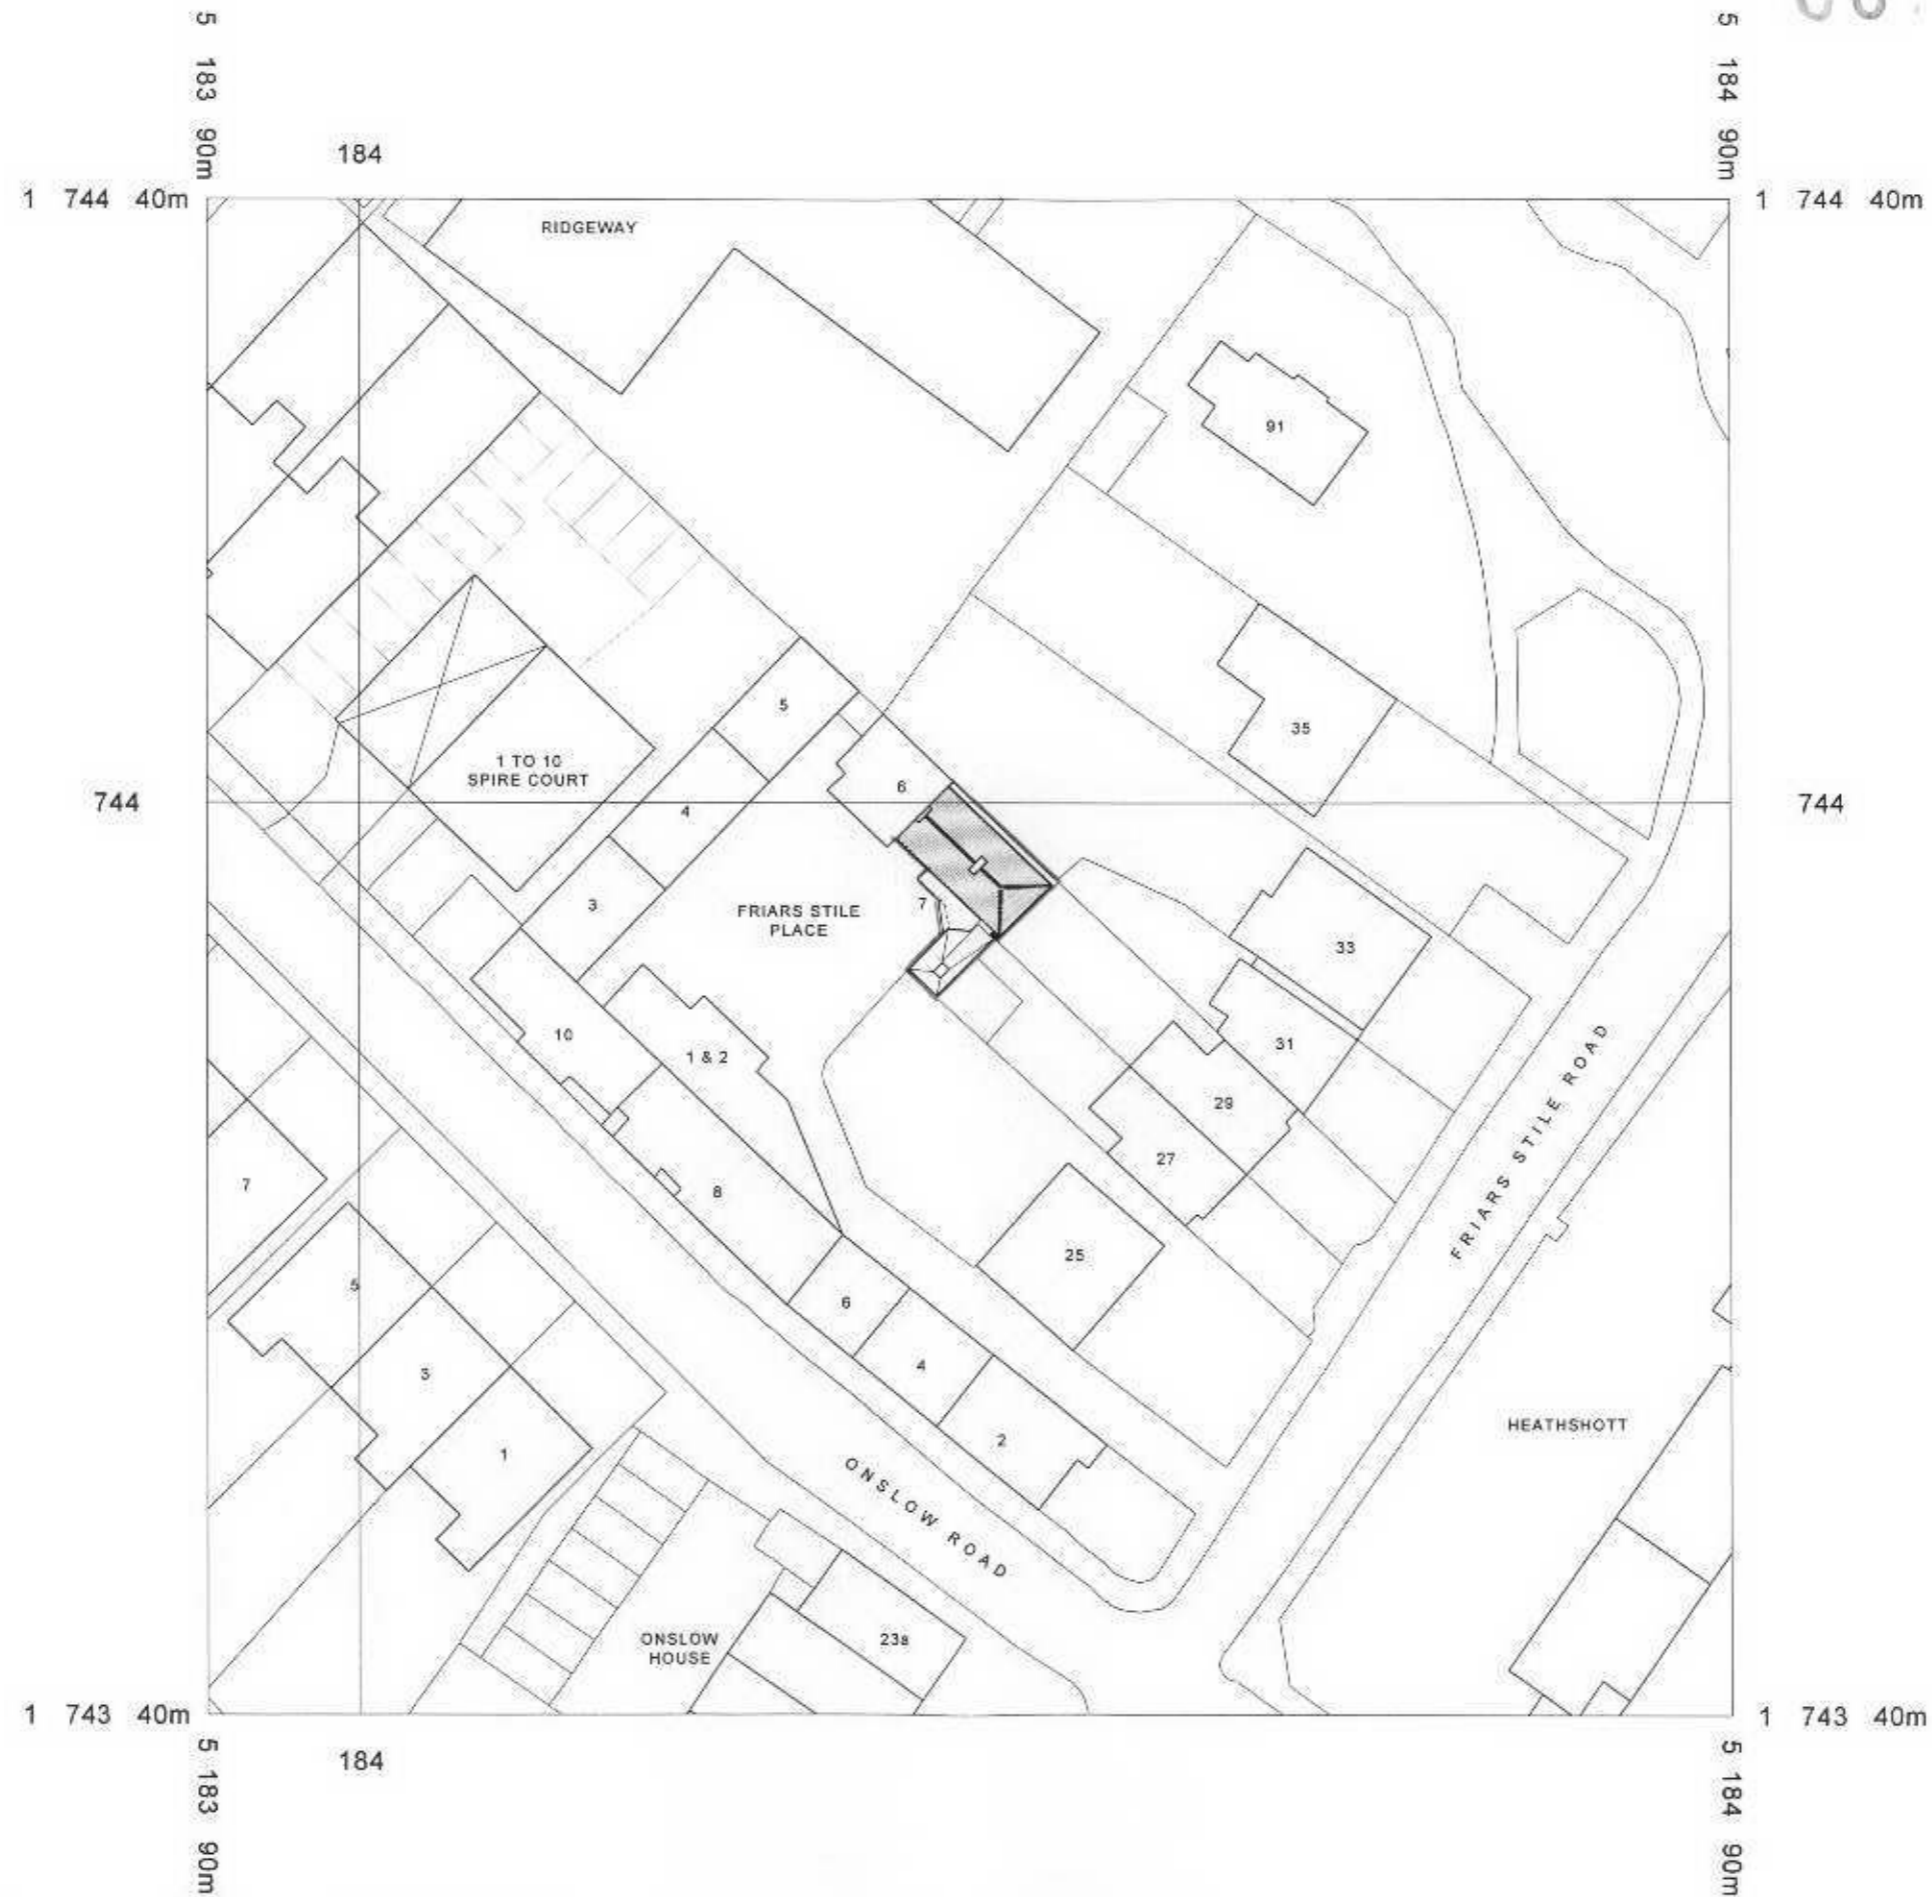 5 183 90m
5 184 90m
184
1 744 40m
1 744 40m
RIDGEWAY
91
5
35
1 TO 10
SPIRE COURT
6
744
744
4
3
7
FRIARS STILE
PLACE
33
10
1 & 2
31
29
27
FRIARS STILE ROAD
7
8
25
5
6
4
3
2
1
HEATHSHOTT
ONSLOW ROAD
ONSLOW
HOUSE
23a
1 743 40m
1 743 40m
184
5 183 90m
5 184 90m